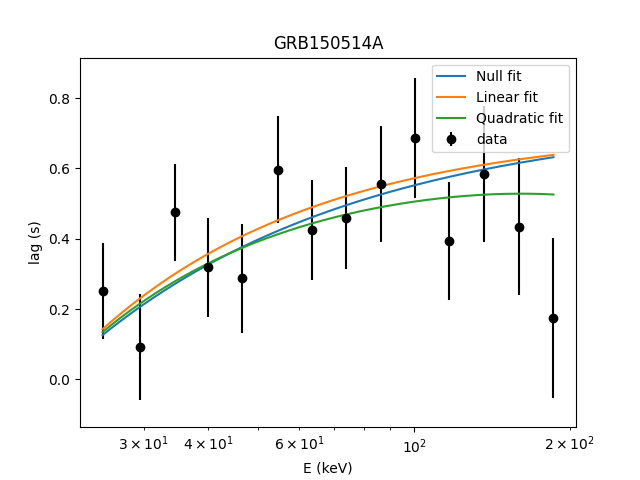 GRB150514A
Null fit
Linear fit
Quadratic fit
data
lag (s)
0.8
0.6
0.4
0.2
0.0
3 × 10¹ 4 × 10¹ 6 × 10¹ 10² 2 × 10²
E (keV)